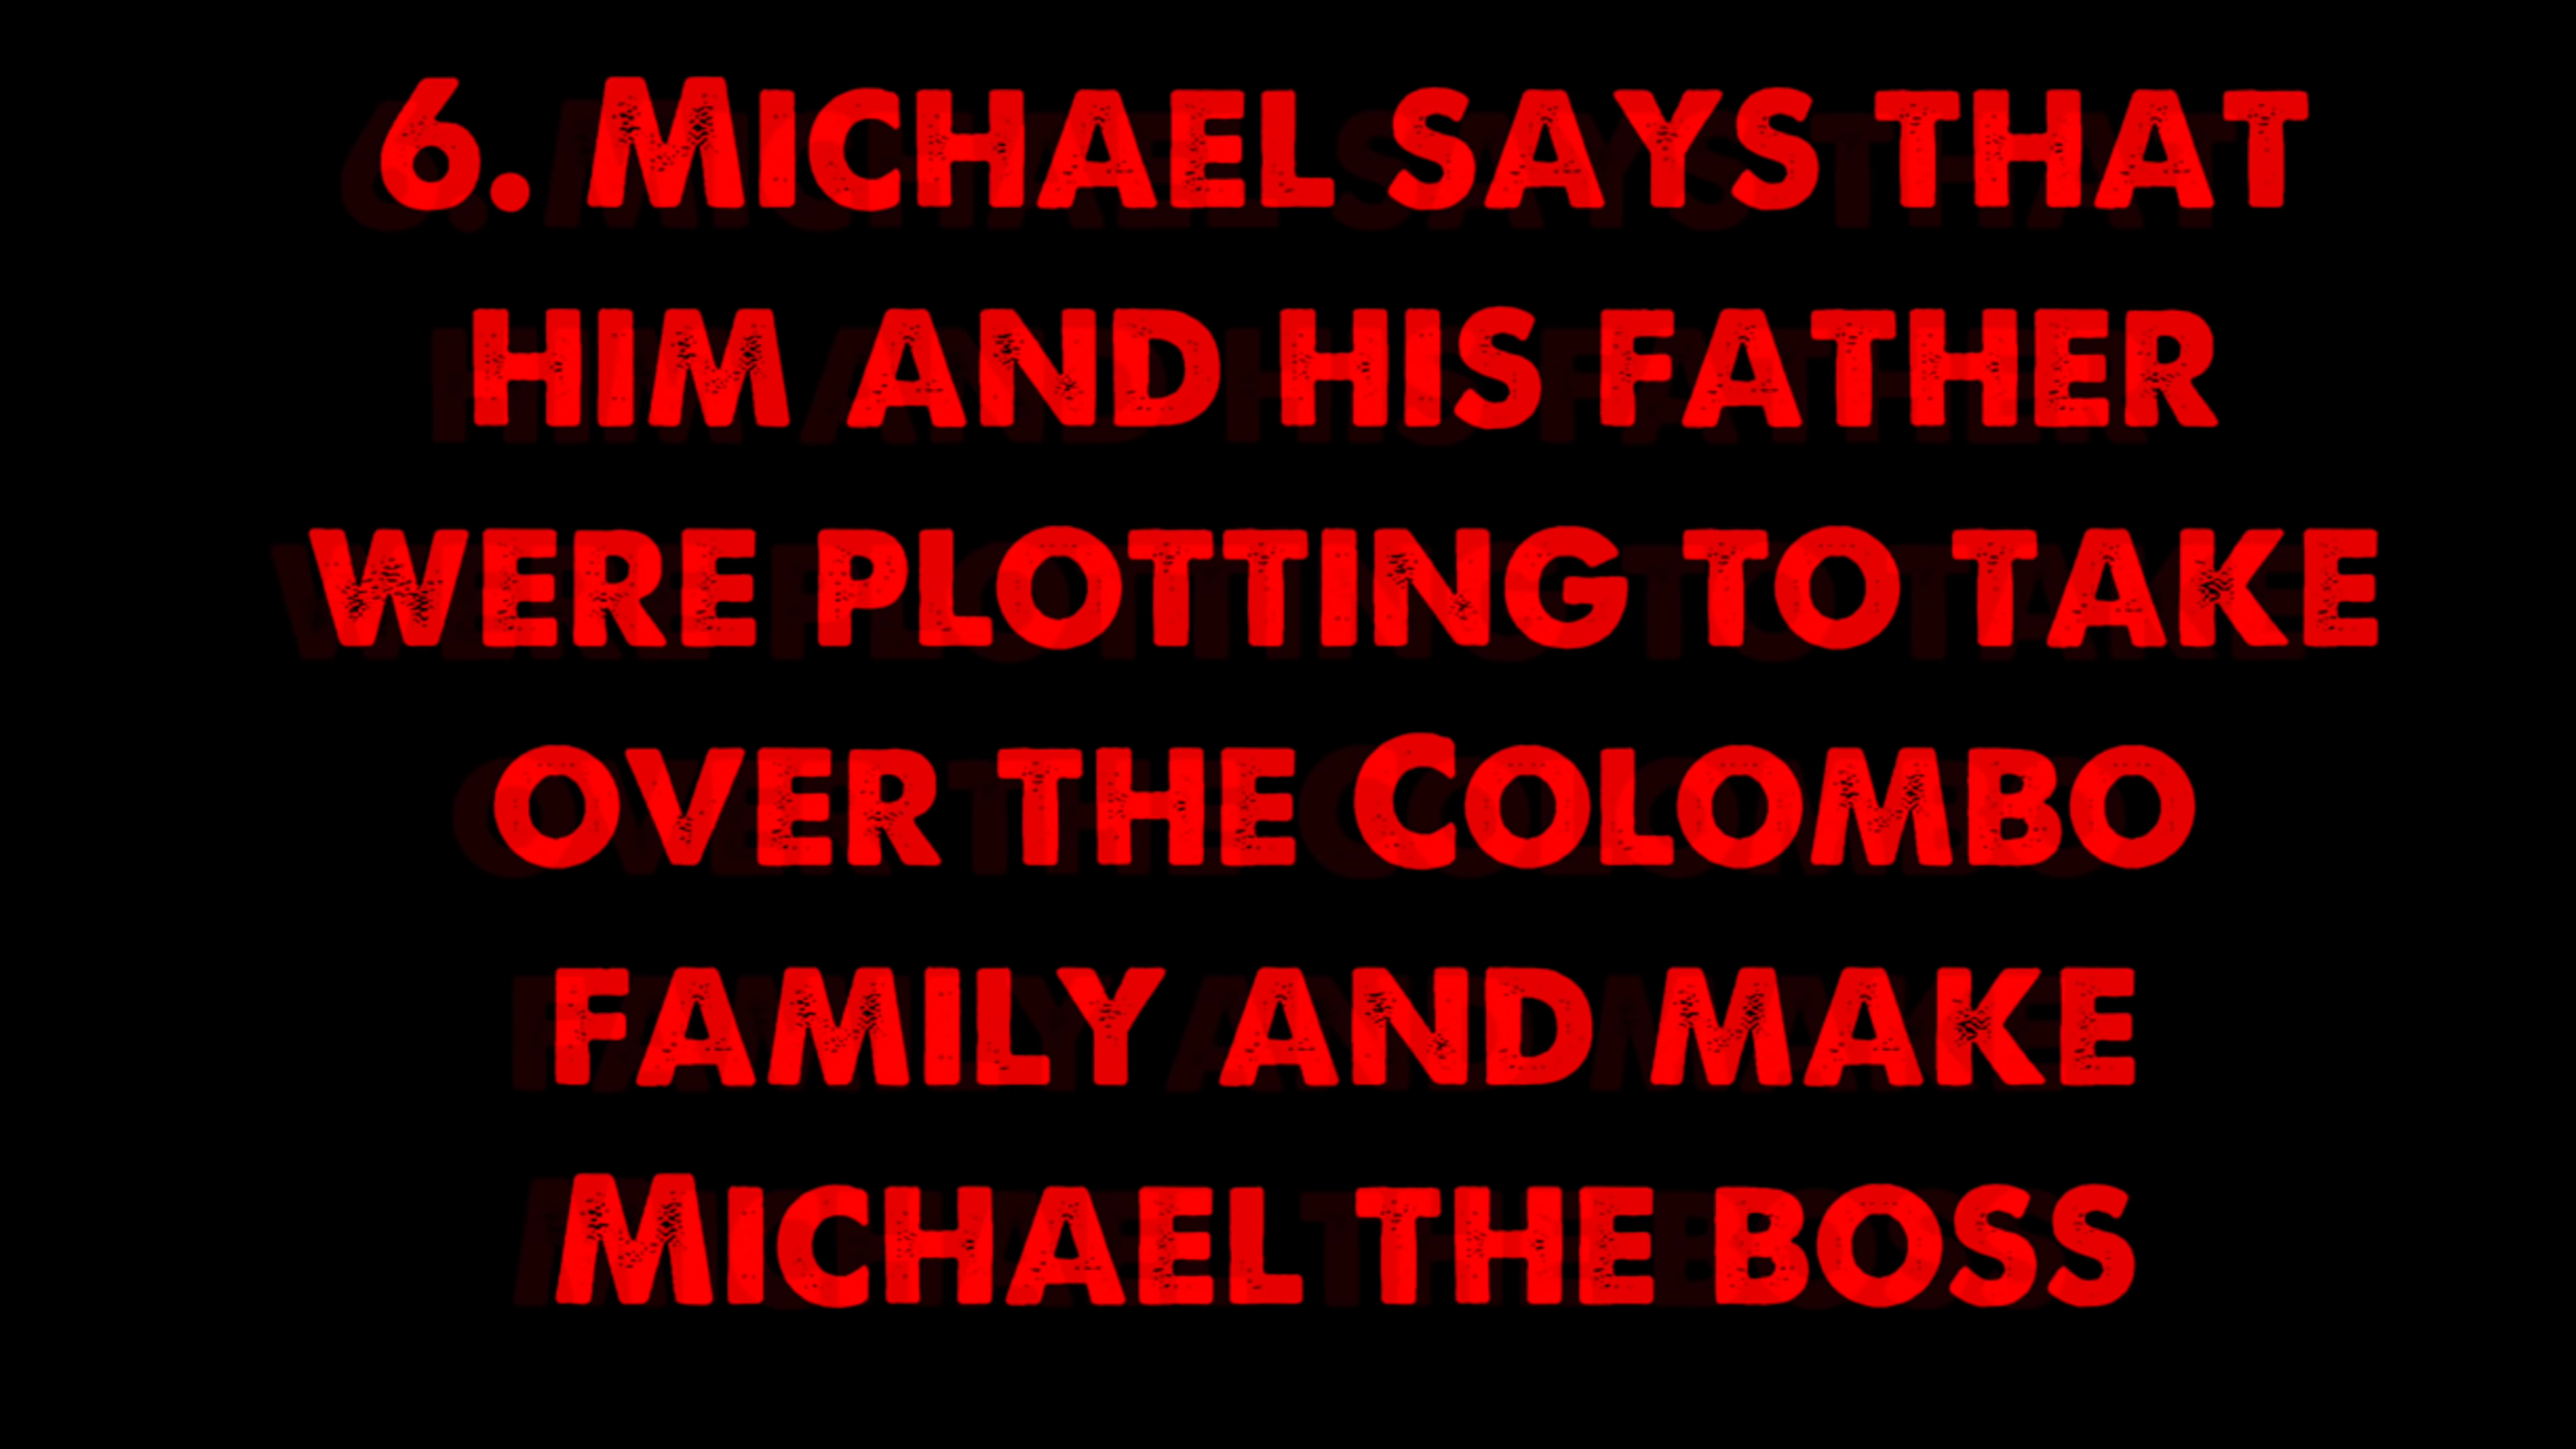 6. Michael says that
him and his father
were plotting to take
over the Colombo
family and make
Michael the boss